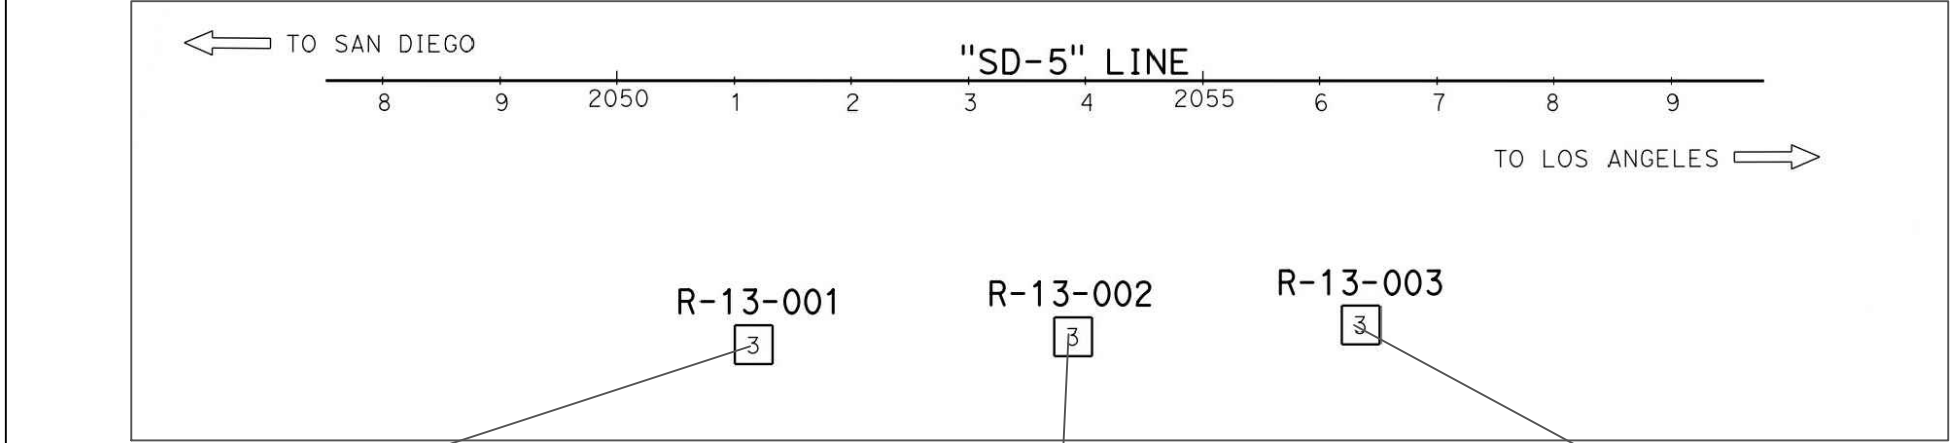 TO SAN DIEGO
"SD-5" LINE
8 9 2050 1 2 3 4 2055 6 7 8 9
TO LOS ANGELES
R-13-001
R-13-002
R-13-003
3
3
3